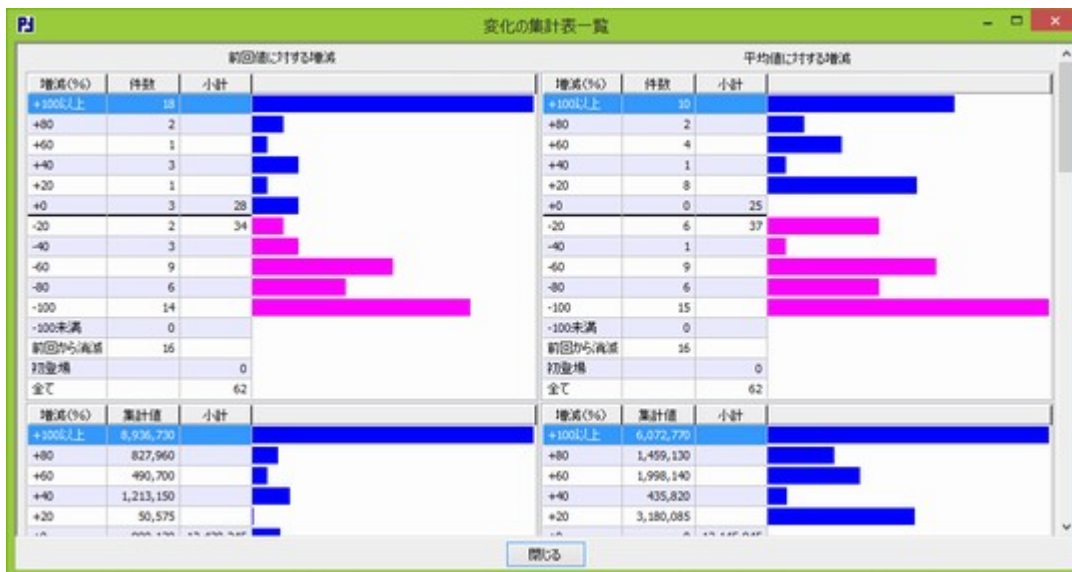 変化の集計表一覧
前回値に対する増減
増減(%) 件数 小計
+100以上 18
+80 2
+60 1
+40 3
+20 1
+0 3 28
-20 2 34
-40 3
-60 9
-80 6
-100 14
-100未満 0
前回から消滅 16
初登場 0
全て 62
増減(%) 集計値 小計
+100以上 8,936,730
+80 827,960
+60 490,700
+40 1,213,150
+20 50,575
平均値に対する増減
増減(%) 件数 小計
+100以上 10
+80 2
+60 4
+40 1
+20 8
+0 0 25
-20 6 37
-40 1
-60 9
-80 6
-100 15
-100未満 0
前回から消滅 16
初登場 0
全て 62
増減(%) 集計値 小計
+100以上 6,072,770
+80 1,459,130
+60 1,998,140
+40 435,820
+20 3,180,085
閉じる